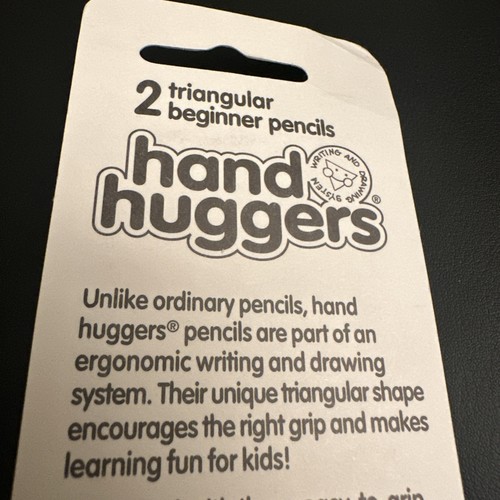 2 triangular
beginner pencils
hand
huggers®
WRITING AND DRAWING SYSTEM
Unlike ordinary pencils, hand
huggers® pencils are part of an
ergonomic writing and drawing
system. Their unique triangular shape
encourages the right grip and makes
learning fun for kids!